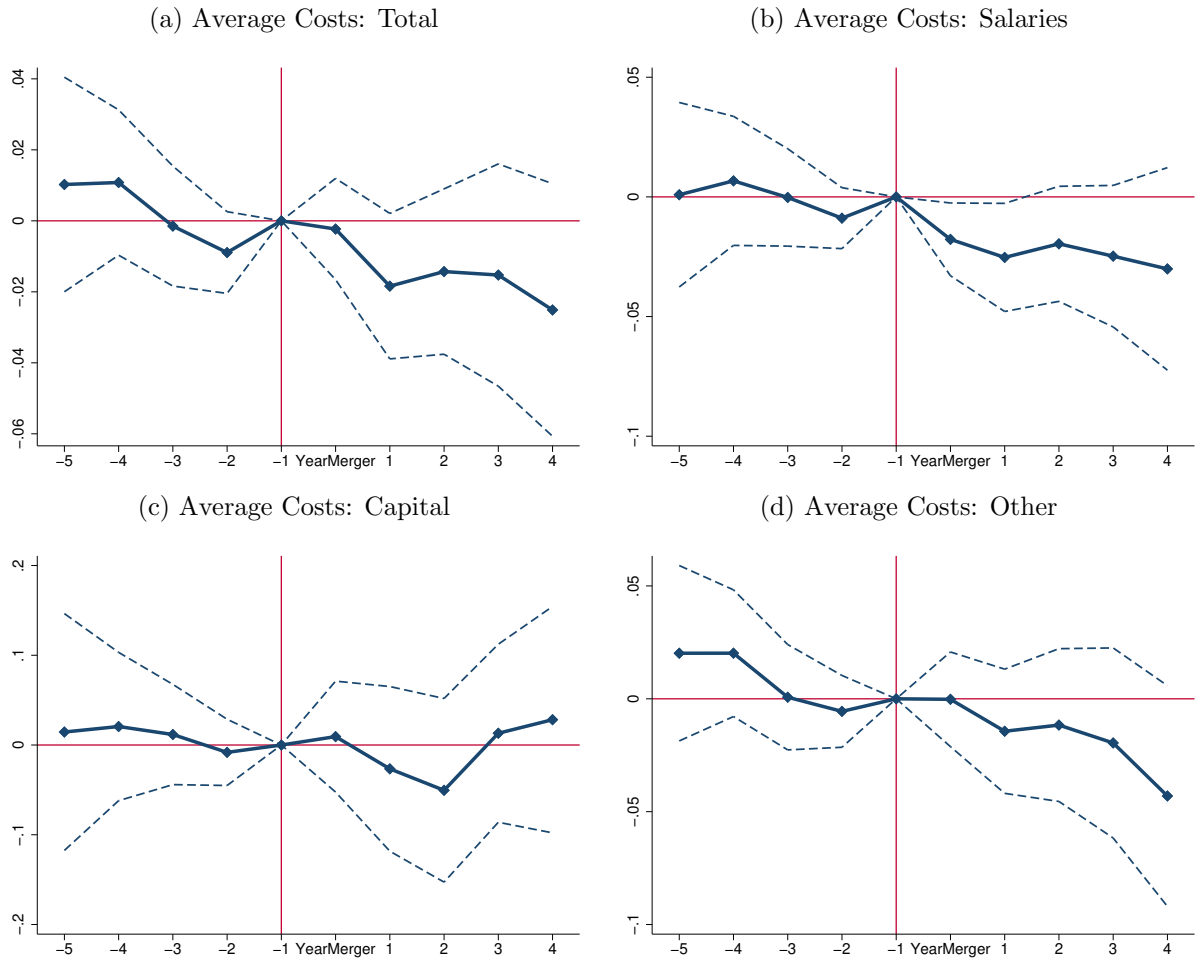 (a) Average Costs: Total
.04
.02
0
-.02
-.04
-.06
−5 −4 −3 −2 −1 YearMerger 1 2 3 4
(b) Average Costs: Salaries
.05
0
-.05
-.1
−5 −4 −3 −2 −1 YearMerger 1 2 3 4
(c) Average Costs: Capital
.2
.1
0
-.1
-.2
−5 −4 −3 −2 −1 YearMerger 1 2 3 4
(d) Average Costs: Other
.05
0
-.05
-.1
−5 −4 −3 −2 −1 YearMerger 1 2 3 4